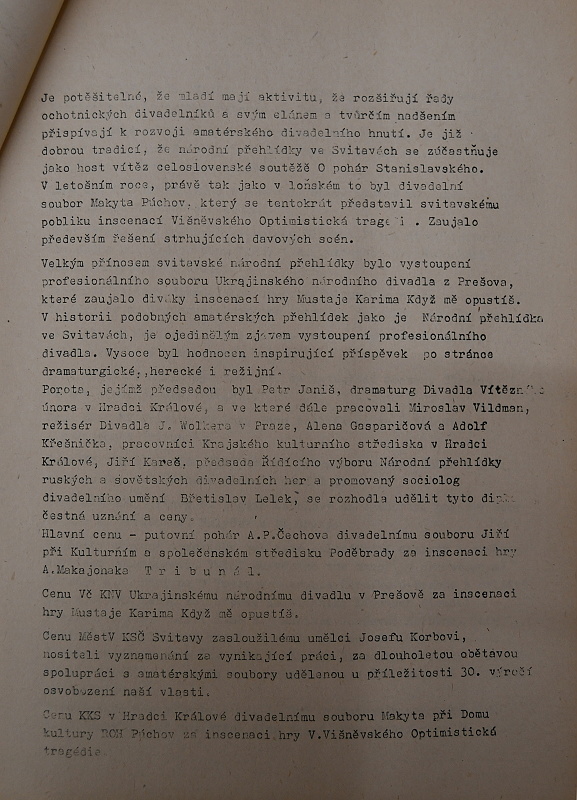 Je potěšitelné, že mladí mají aktivitu, že rozšiřují řady
ochotnických divadelníků a svým elánem a tvůrčím nadšením
přispívají k rozvoji amatérského divadelního hnutí. Je již
dobrou tradicí, že národní přehlídky ve Svitavách se zúčastňuje
jako host vítěz celoslovenské soutěže O pohár Stanislavského.
V letošním roce, právě tak jako v loňském to byl divadelní
soubor Makyta Púchov, který se tentokrát představil svitavskému
pobliku inscenací Višněvského Optimistická . Zaujalo
především řešení strhujících davových scén.
Velkým přínosem svitavské národní přehlídky bylo vystoupení
profesionálního souboru Ukrajinského národního divadla z Prešova,
které zaujalo diváky inscenací hry Mustaje Karima Když mě opustíš.
V historii podobných amatérských přehlídek jako je Národní přehlídka
ve Svitavách, je ojedinělým zjevem vystoupení profesionálního
divadla. Vysoce byl hodnocen inspirující příspěvek po stránce
dramaturgické,,herecké i režijní.
Porota, jejímž předsedou byl Petr Janiš, dramaturg Divadla
února v Hradci Králové, a ve které dále pracovali Miroslav Vildman,
režisér Divadla J. Wolkera v Praze, Alena Gasparičová a Adolf
Křešnička, pracovníci Krajského kulturního střediska v Hradci
Králové, Jiří Kareš, předseda Řídícího výboru Národní přehlídky
ruských a sovětských divadelních her a promovaný sociolog
divadelního umění Břetislav Lelek, se rozhodla udělit tyto
čestná uznání a ceny.
Hlavní cenu - putovní pohár A.P.Čechova divadelnímu souboru Jiří
při Kulturním a společenském středisku Poděbrady za inscenaci hry
A.Makajonaka T r i b u n á l.
Cenu Vč KNV Ukrajinskému národnímu divadlu v Prešově za inscenaci
hry Mustaje Karima Když mě opustíš.
Cenu MěstV KSČ Svitavy zasloužilému umělci Josefu Korbovi,
nositeli vyznamenání za vynikající práci, za dlouholetou obětavou
spolupráci s amatérskými soubory udělenou u příležitosti 30. výročí
osvobození naší vlasti.
Cenu KKS v Hradci Králové divadelnímu souboru Makyta při Domu
kultury ROH Púchov za inscenaci hry V.Višněvského Optimistická
tragédie.